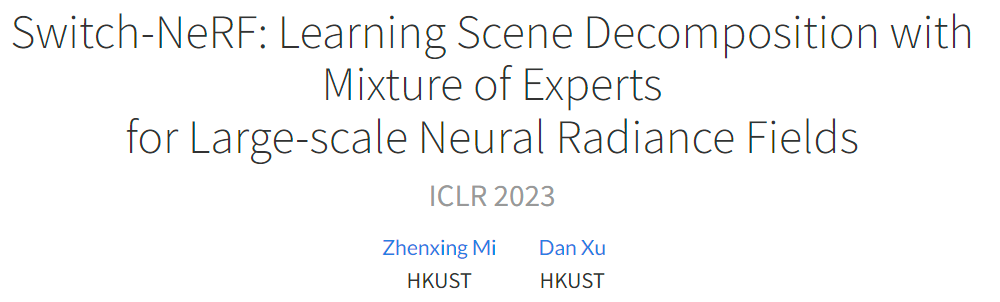 Switch-NeRF: Learning Scene Decomposition with
Mixture of Experts
for Large-scale Neural Radiance Fields
ICLR 2023
Zhenxing Mi Dan Xu
HKUST HKUST